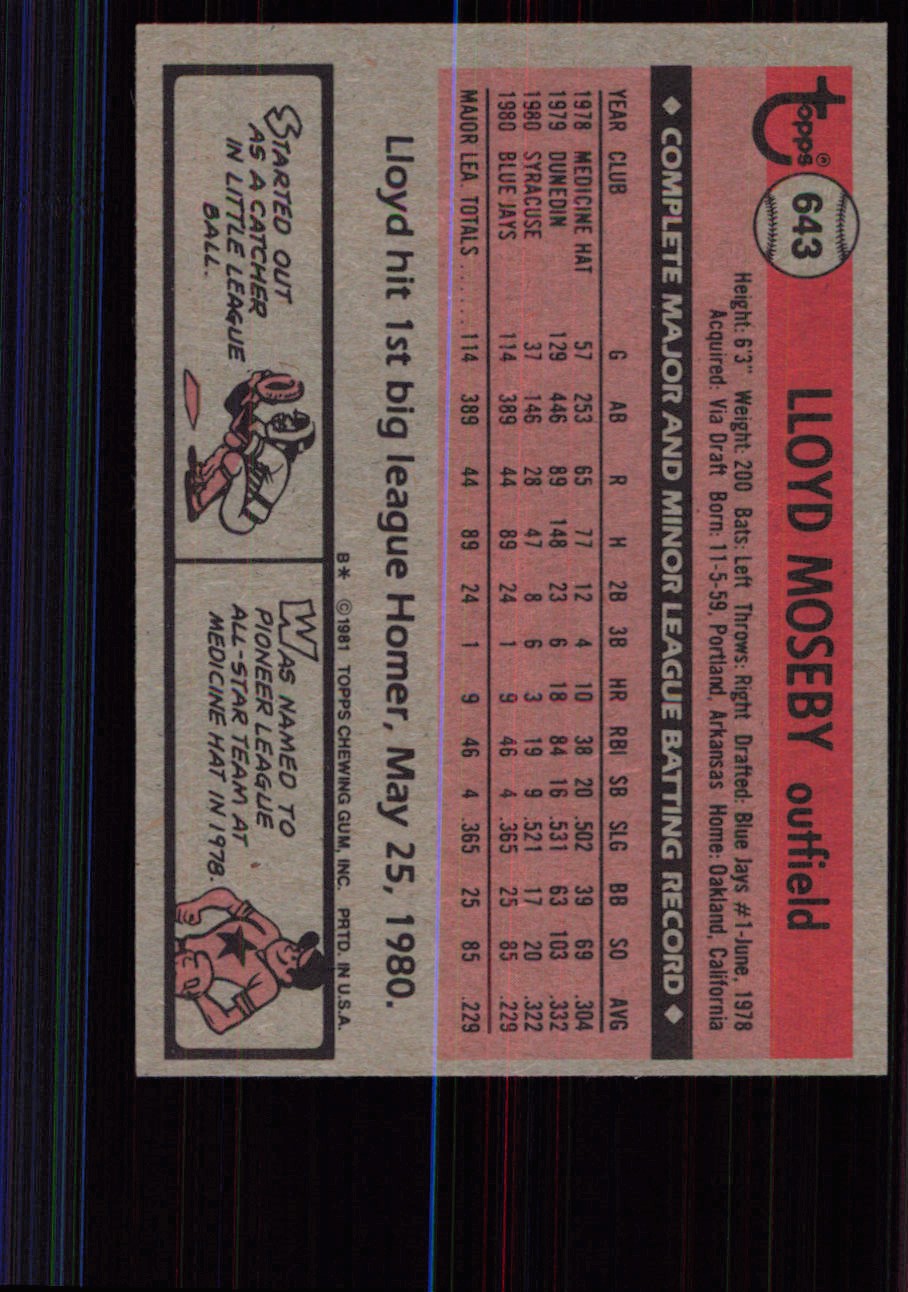 topps®
643
LLOYD MOSEBY outfield
Height: 6'3" Weight: 200 Bats: Left Throws: Right Drafted: Blue Jays #1-June, 1978
Acquired: Via Draft Born: 11-5-59, Portland, Arkansas Home: Oakland, California
◆ COMPLETE MAJOR AND MINOR LEAGUE BATTING RECORD ◆
YEAR CLUB G AB R H 2B 3B HR RBI SB SLG BB SO AVG
1978 MEDICINE HAT 57 253 65 77 12 4 10 38 20 .502 39 69 .304
1979 DUNEDIN 129 446 89 148 23 6 18 84 16 .531 63 103 .332
1980 SYRACUSE 37 146 28 47 8 6 3 19 9 .521 17 20 .322
1980 BLUE JAYS 114 389 44 89 24 1 9 46 4 .365 25 85 .229
MAJOR LEA. TOTALS ....... 114 389 44 89 24 1 9 46 4 .365 25 85 .229
Lloyd hit 1st big league Homer, May 25, 1980.
B* ©1981 TOPPS CHEWING GUM, INC. PRTD. IN U.S.A.
STARTED OUT
AS A CATCHER
IN LITTLE LEAGUE
BALL.
WAS NAMED TO
PIONEER LEAGUE
ALL-STAR TEAM AT
MEDICINE HAT IN 1978.